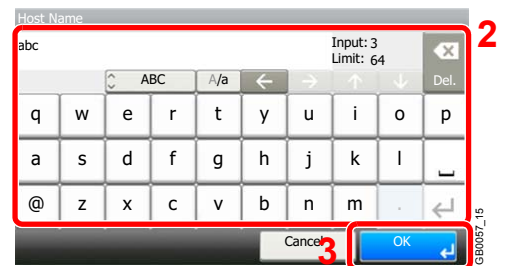 Host Name
abc
Input: 3
Limit: 64
2
ABC A/a Del.
q w e r t y u i o p
a s d f g h j k l
@ z x c v b n m .
Cancel 3 OK
GB0057_15